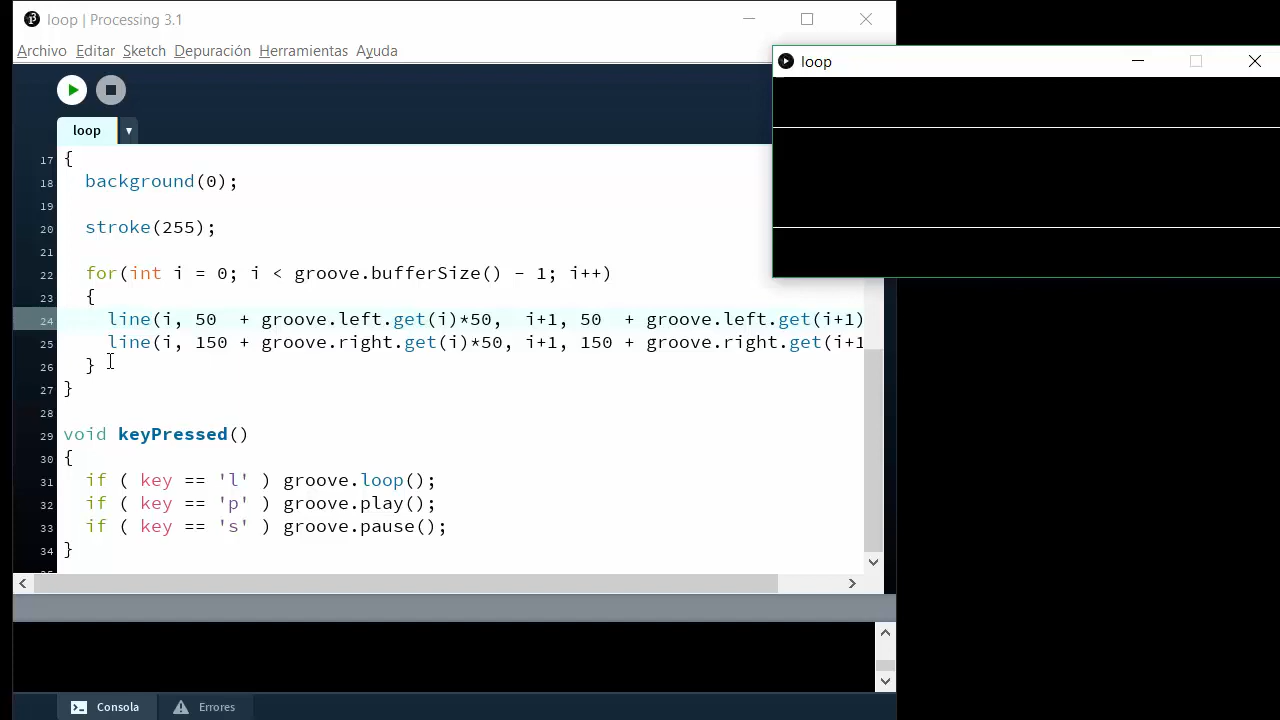 loop | Processing 3.1
Archivo Editar Sketch Depuración Herramientas Ayuda
loop
loop
17 {
18 background(0);
19
20 stroke(255);
21
22 for(int i = 0; i < groove.bufferSize() - 1; i++)
23 {
24 line(i, 50  + groove.left.get(i)*50,  i+1, 50  + groove.left.get(i+1)
25 line(i, 150 + groove.right.get(i)*50, i+1, 150 + groove.right.get(i+1
26 }
27 }
28
29 void keyPressed()
30 {
31 if ( key == 'l' ) groove.loop();
32 if ( key == 'p' ) groove.play();
33 if ( key == 's' ) groove.pause();
34 }
Consola Errores